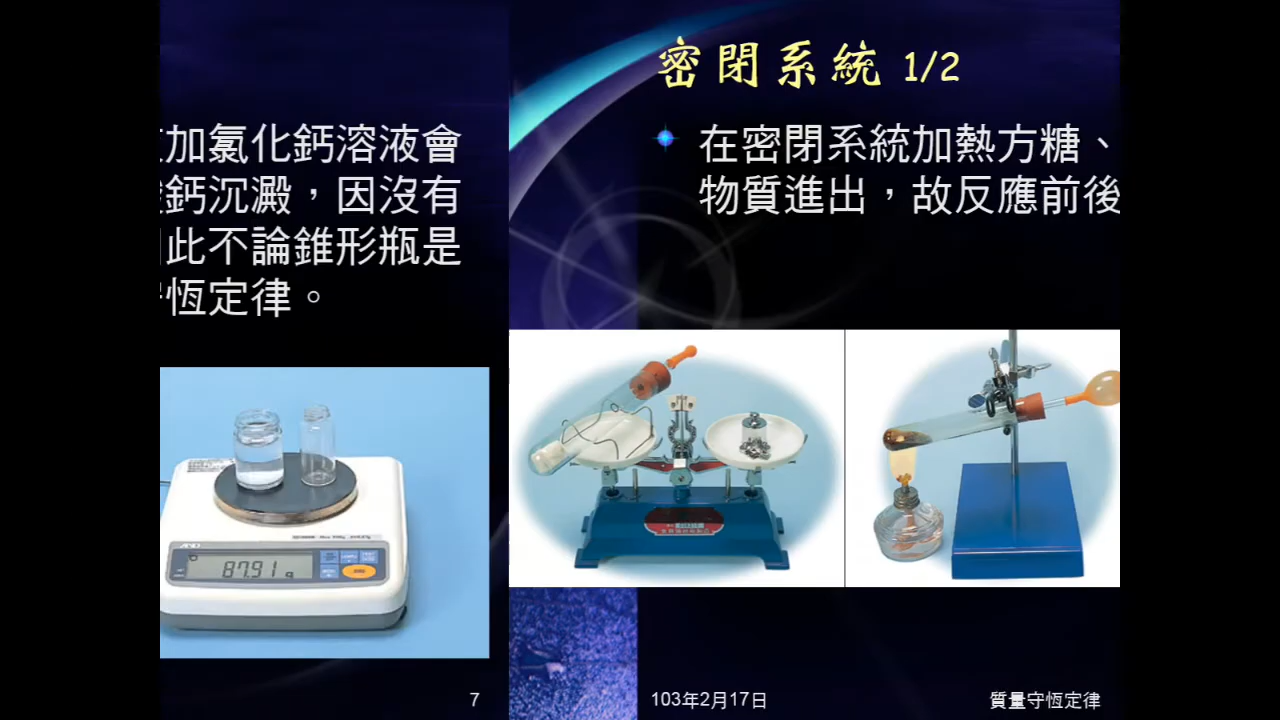 加氯化鈣溶液會
鈣沉澱，因沒有
此不論錐形瓶是
恆定律。
87.91 g
7
密閉系統 1/2
在密閉系統加熱方糖、
物質進出，故反應前後
103年2月17日
質量守恆定律